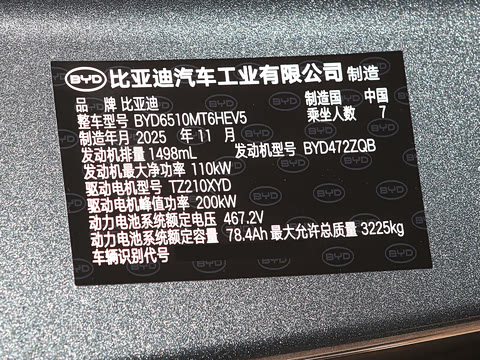 BYD 比亚迪汽车工业有限公司 制造
品 牌 比亚迪 制造国 中国
整车型号 BYD6510MT6HEV5 乘坐人数 7
制造年月 2025 年 11 月
发动机排量 1498mL 发动机型号 BYD472ZQB
发动机最大净功率 110kW
驱动电机型号 TZ210XYD
驱动电机峰值功率 200kW
动力电池系统额定电压 467.2V
动力电池系统额定容量 78.4Ah 最大允许总质量 3225kg
车辆识别代号